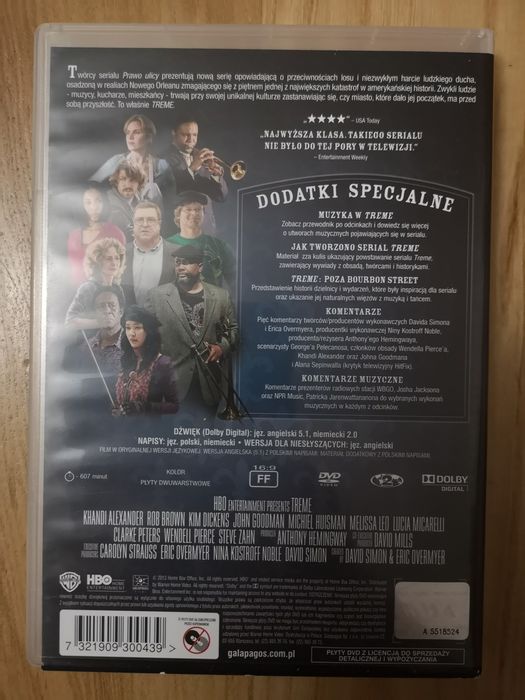 Twórcy serialu Prawo ulicy prezentują nową serię opowiadającą o przeciwnościach losu i niezwykłym harcie ludzkiego ducha,
osadzoną w realiach Nowego Orleanu zmagającego się z piętnem jednej z największych katastrof w amerykańskiej historii. Zwykli ludzie
- muzycy, kucharze, mieszkańcy - trwają przy swojej unikalnej kulturze zastanawiając się, czy miasto, które dało jej początek, ma przed
sobą przyszłość. To właśnie TREME.
„★★★★” – USA Today
„NAJWYŻSZA KLASA. TAKIEGO SERIALU
NIE BYŁO DO TEJ PORY W TELEWIZJI.”
– Entertainment Weekly
DODATKI SPECJALNE
MUZYKA W TREME
Zobacz przewodnik po odcinkach i dowiedz się więcej
o utworach muzycznych pojawiających się w serialu.
JAK TWORZONO SERIAL TREME
Materiał zza kulis ukazujący powstawanie serialu Treme,
zawierający wywiady z obsadą, twórcami i historykami.
TREME: POZA BOURBON STREET
Przedstawienie historii dzielnicy i wydarzeń, które były inspiracją dla serialu
oraz ukazanie jej naturalnych więzów z muzyką i tańcem.
KOMENTARZE
Pięć komentarzy twórców/producentów wykonawczych Davida Simona
i Erica Overmyera, producentki wykonawczej Niny Kostroff Noble,
producenta/reżysera Anthony'ego Hemingwaya,
scenarzysty George'a Pelecanosa, członków obsady Wendella Pierce'a,
Khandi Alexander oraz Johna Goodmana
i Alana Sepinwalla (krytyk telewizyjny HitFix).
KOMENTARZE MUZYCZNE
Komentarze prezenterów radiowych stacji WBGO, Josha Jacksona
oraz NPR Music, Patricka Jarenwattananona do wybranych wykonań
muzycznych w każdym z odcinków.
DŹWIĘK (Dolby Digital): jęz. angielski 5.1, niemiecki 2.0
NAPISY: jęz. polski, niemiecki • WERSJA DLA NIESŁYSZĄCYCH: jęz. angielski
FILM W ORYGINALNEJ WERSJI JĘZYKOWEJ. WERSJA ANGIELSKA (5.1) Z POLSKIMI NAPISAMI. MATERIAŁ DODATKOWY Z POLSKIMI NAPISAMI.
~ 607 minut
KOLOR
PŁYTY DWUWARSTWOWE
16:9
FF
DVD
VIDEO
DOLBY
DIGITAL
HBO ENTERTAINMENT PRESENTS TREME
KHANDI ALEXANDER ROB BROWN KIM DICKENS JOHN GOODMAN MICHIEL HUISMAN MELISSA LEO LUCIA MICARELLI
CLARKE PETERS WENDELL PIERCE STEVE ZAHN PRODUCER ANTHONY HEMINGWAY CO-EXECUTIVE PRODUCER DAVID MILLS
EXECUTIVE PRODUCERS CAROLYN STRAUSS ERIC OVERMYER NINA KOSTROFF NOBLE DAVID SIMON CREATED BY DAVID SIMON & ERIC OVERMYER
HBO
HOME
ENTERTAINMENT
7 321909 300439 >
galapagos.com.pl
A 5518524
PŁYTY DVD Z LICENCJĄ DO SPRZEDAŻY
DETALICZNEJ I WYPOŻYCZANIA